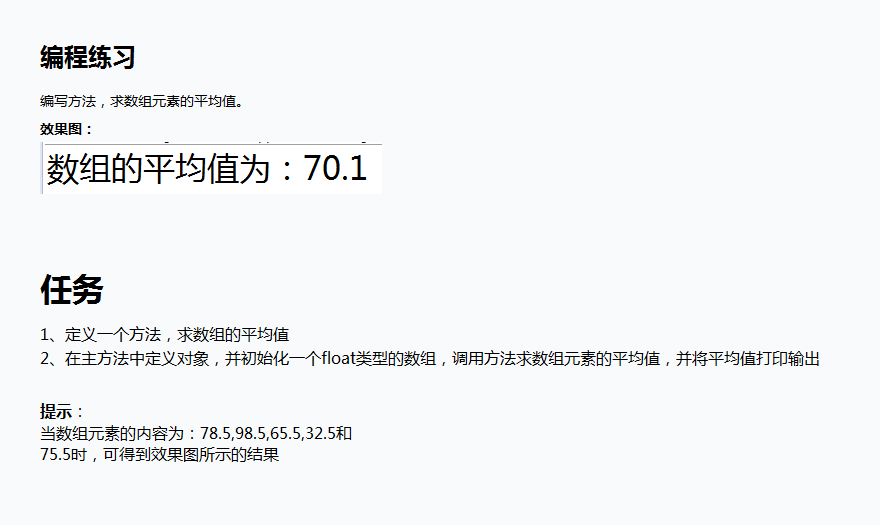 编程练习
编写方法，求数组元素的平均值。
效果图：
数组的平均值为：70.1
任务
1、定义一个方法，求数组的平均值
2、在主方法中定义对象，并初始化一个float类型的数组，调用方法求数组元素的平均值，并将平均值打印输出
提示：
当数组元素的内容为：78.5,98.5,65.5,32.5和
75.5时，可得到效果图所示的结果